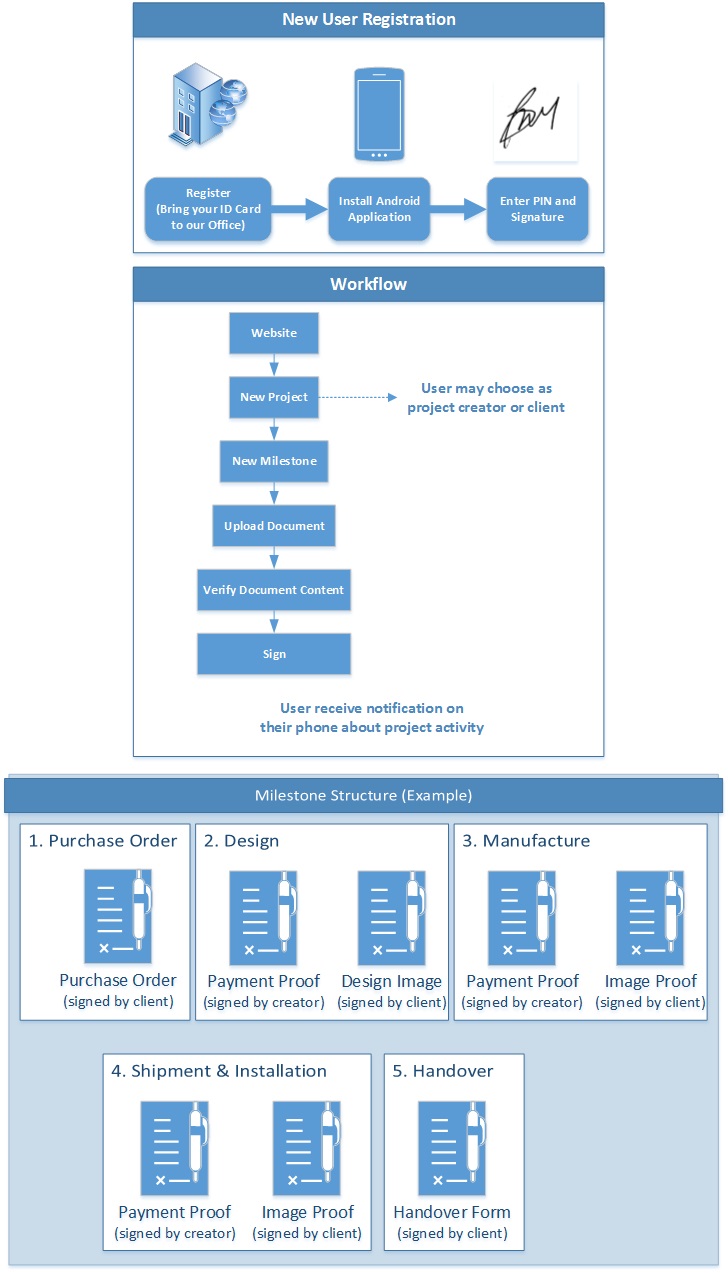 New User Registration
Register
(Bring your ID Card
to our Office)
Install Android
Application
Enter PIN and
Signature
Workflow
Website
New Project
User may choose as
project creator or client
New Milestone
Upload Document
Verify Document Content
Sign
User receive notification on
their phone about project activity
Milestone Structure (Example)
1. Purchase Order
Purchase Order
(signed by client)
2. Design
Payment Proof
(signed by creator)
Design Image
(signed by client)
3. Manufacture
Payment Proof
(signed by creator)
Image Proof
(signed by client)
4. Shipment & Installation
Payment Proof
(signed by creator)
Image Proof
(signed by client)
5. Handover
Handover Form
(signed by client)